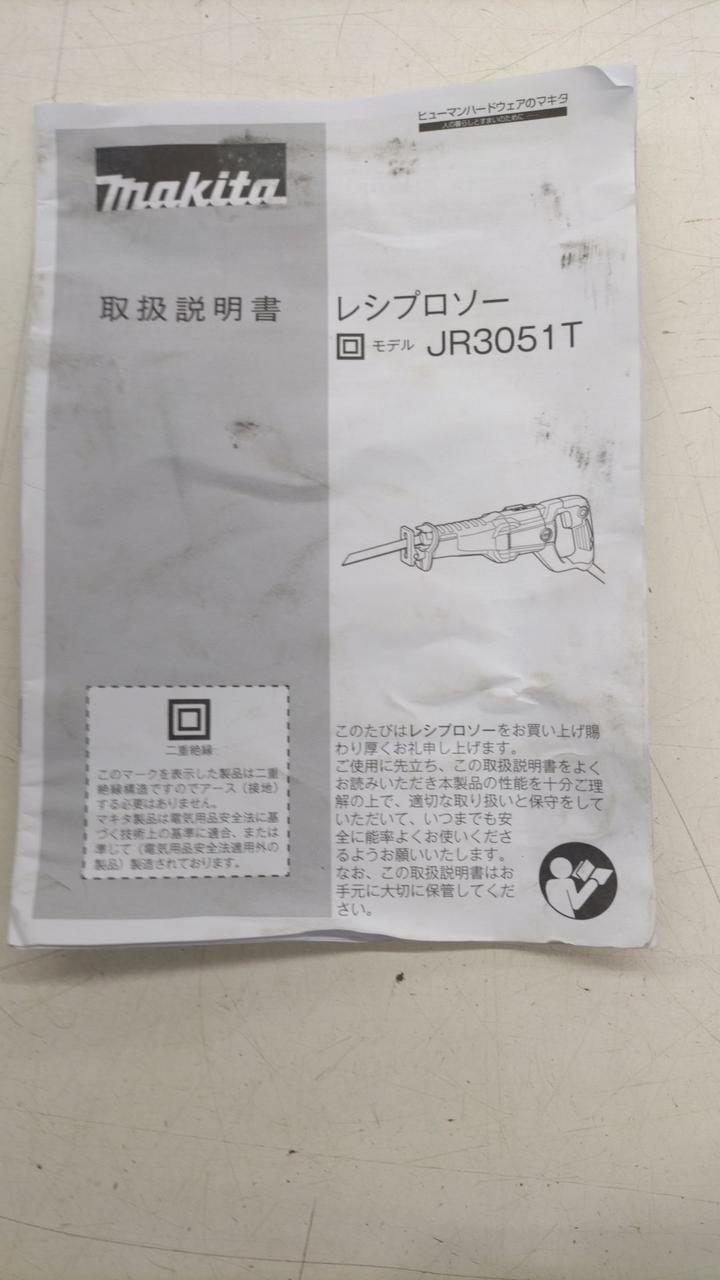 ヒューマンハードウェアのマキタ
人の暮らしとすまいのために
makita
取扱説明書
レシプロソー
モデル JR3051T
二重絶縁
このマークを表示した製品は二重
絶縁構造ですのでアース（接地）
する必要はありません。
マキタ製品は電気用品安全法に基
づく技術上の基準に適合、または
準じて（電気用品安全法適用外の
製品）製造されております。
このたびはレシプロソーをお買い上げ賜
わり厚くお礼申し上げます。
ご使用に先立ち、この取扱説明書をよく
お読みいただき本製品の性能を十分ご理
解の上で、適切な取り扱いと保守をして
いただいて、いつまでも安
全に能率よくお使いくださ
るようお願いいたします。
なお、この取扱説明書はお
手元に大切に保管してくだ
さい。